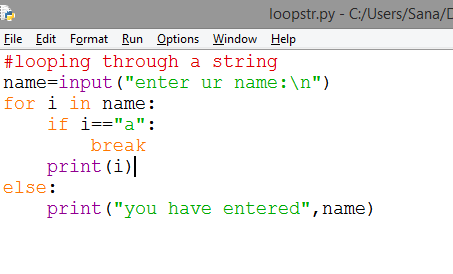 loopstr.py - C:/Users/Sana/D
File Edit Format Run Options Window Help
#looping through a string
name=input("enter ur name:\n")
for i in name:
    if i=="a":
        break
    print(i)
else:
    print("you have entered",name)